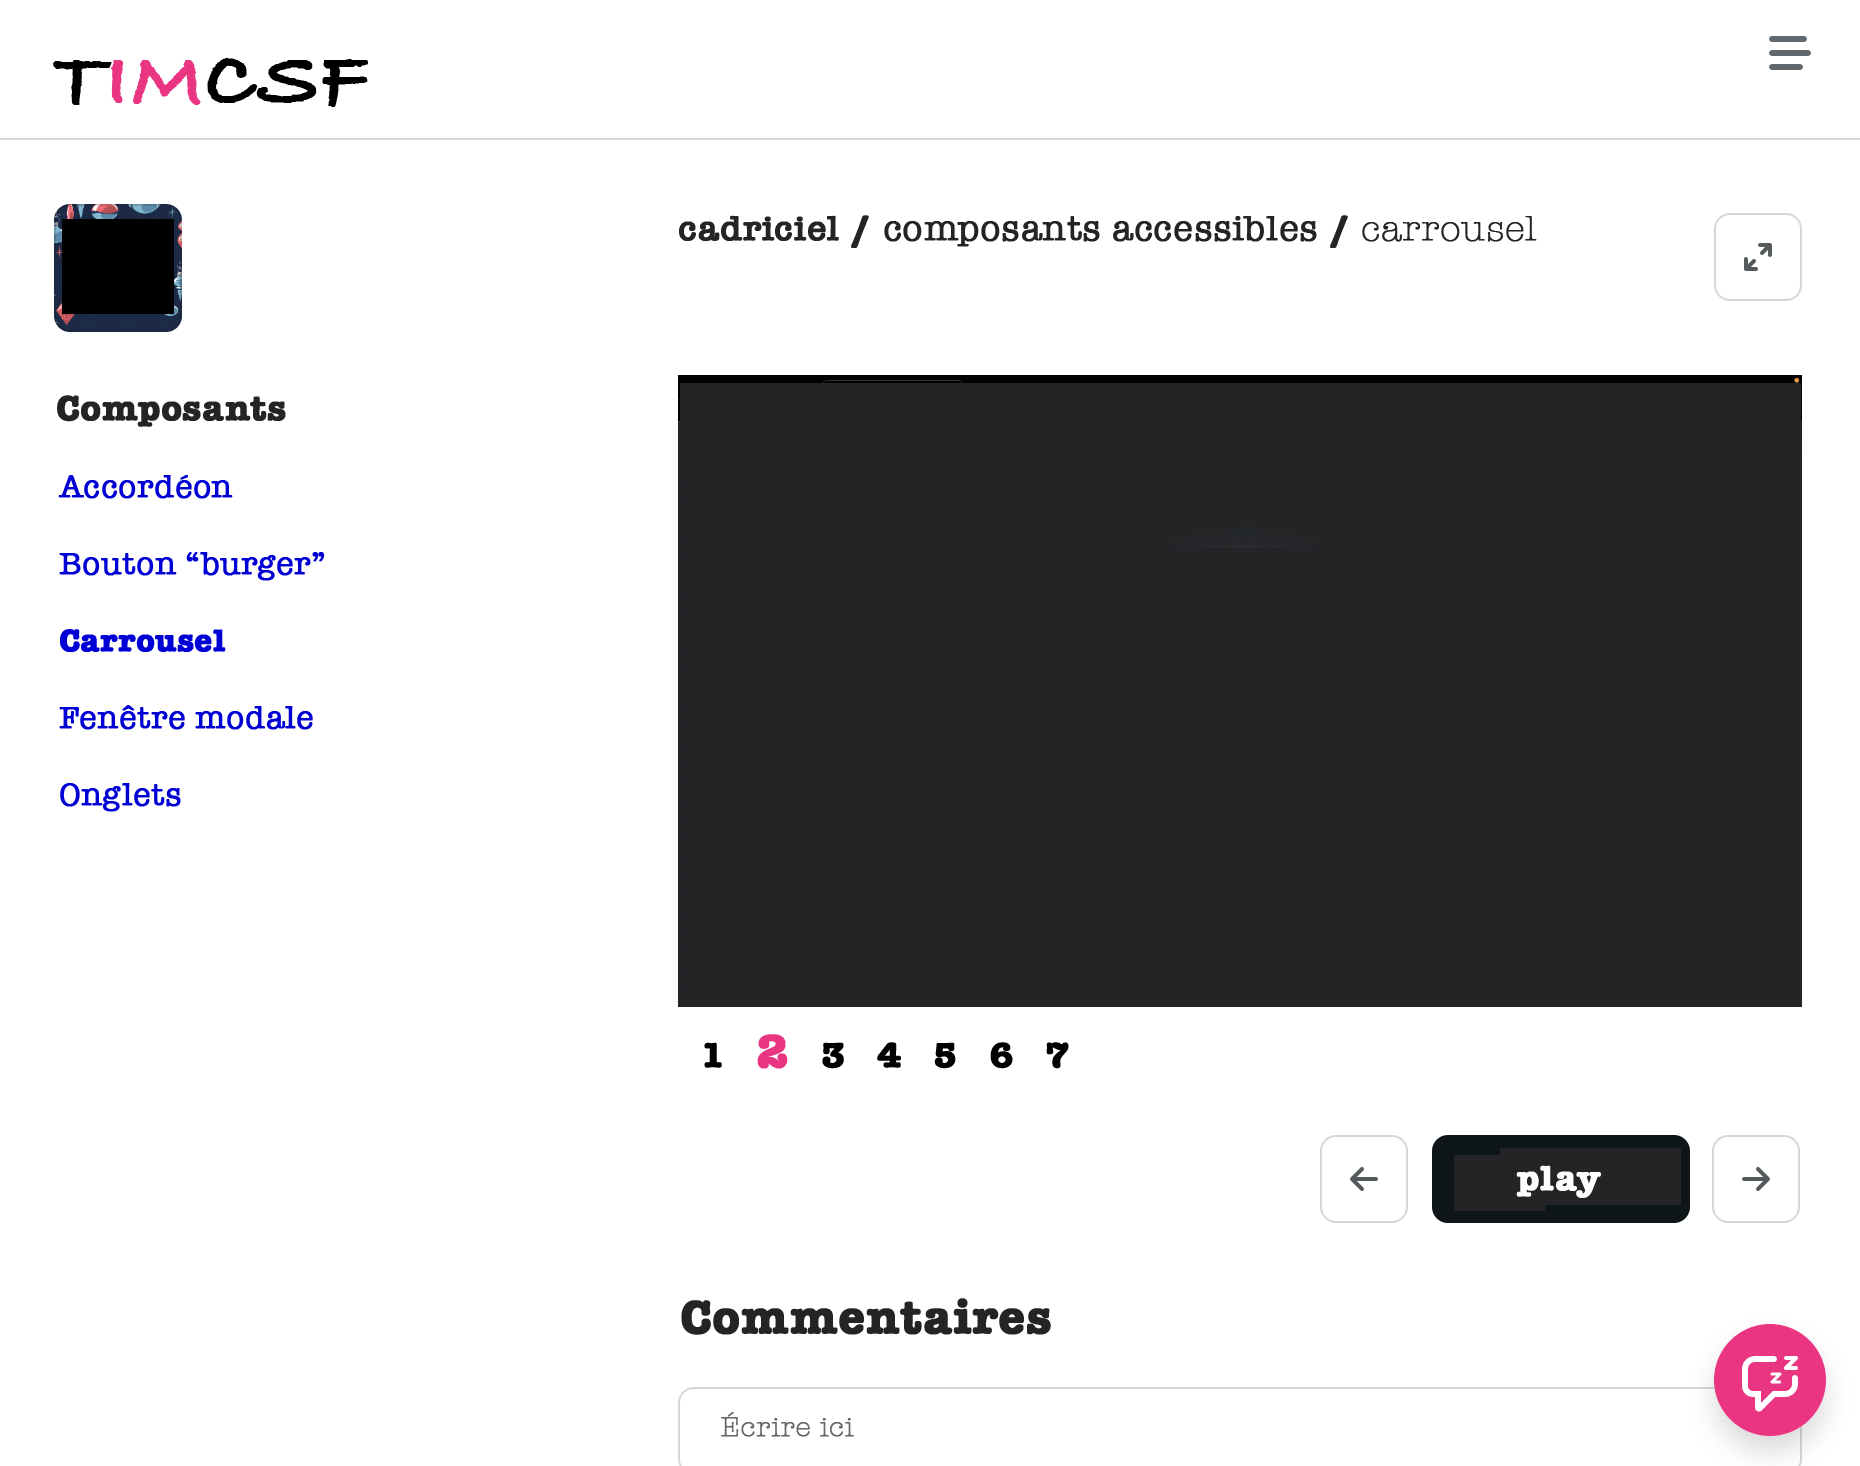 TIMCSF
cadriciel / composants accessibles / carrousel
Composants
Accordéon
Bouton “burger”
Carrousel
Fenêtre modale
Onglets
1 2 3 4 5 6 7
play
Commentaires
z
z
Écrire ici